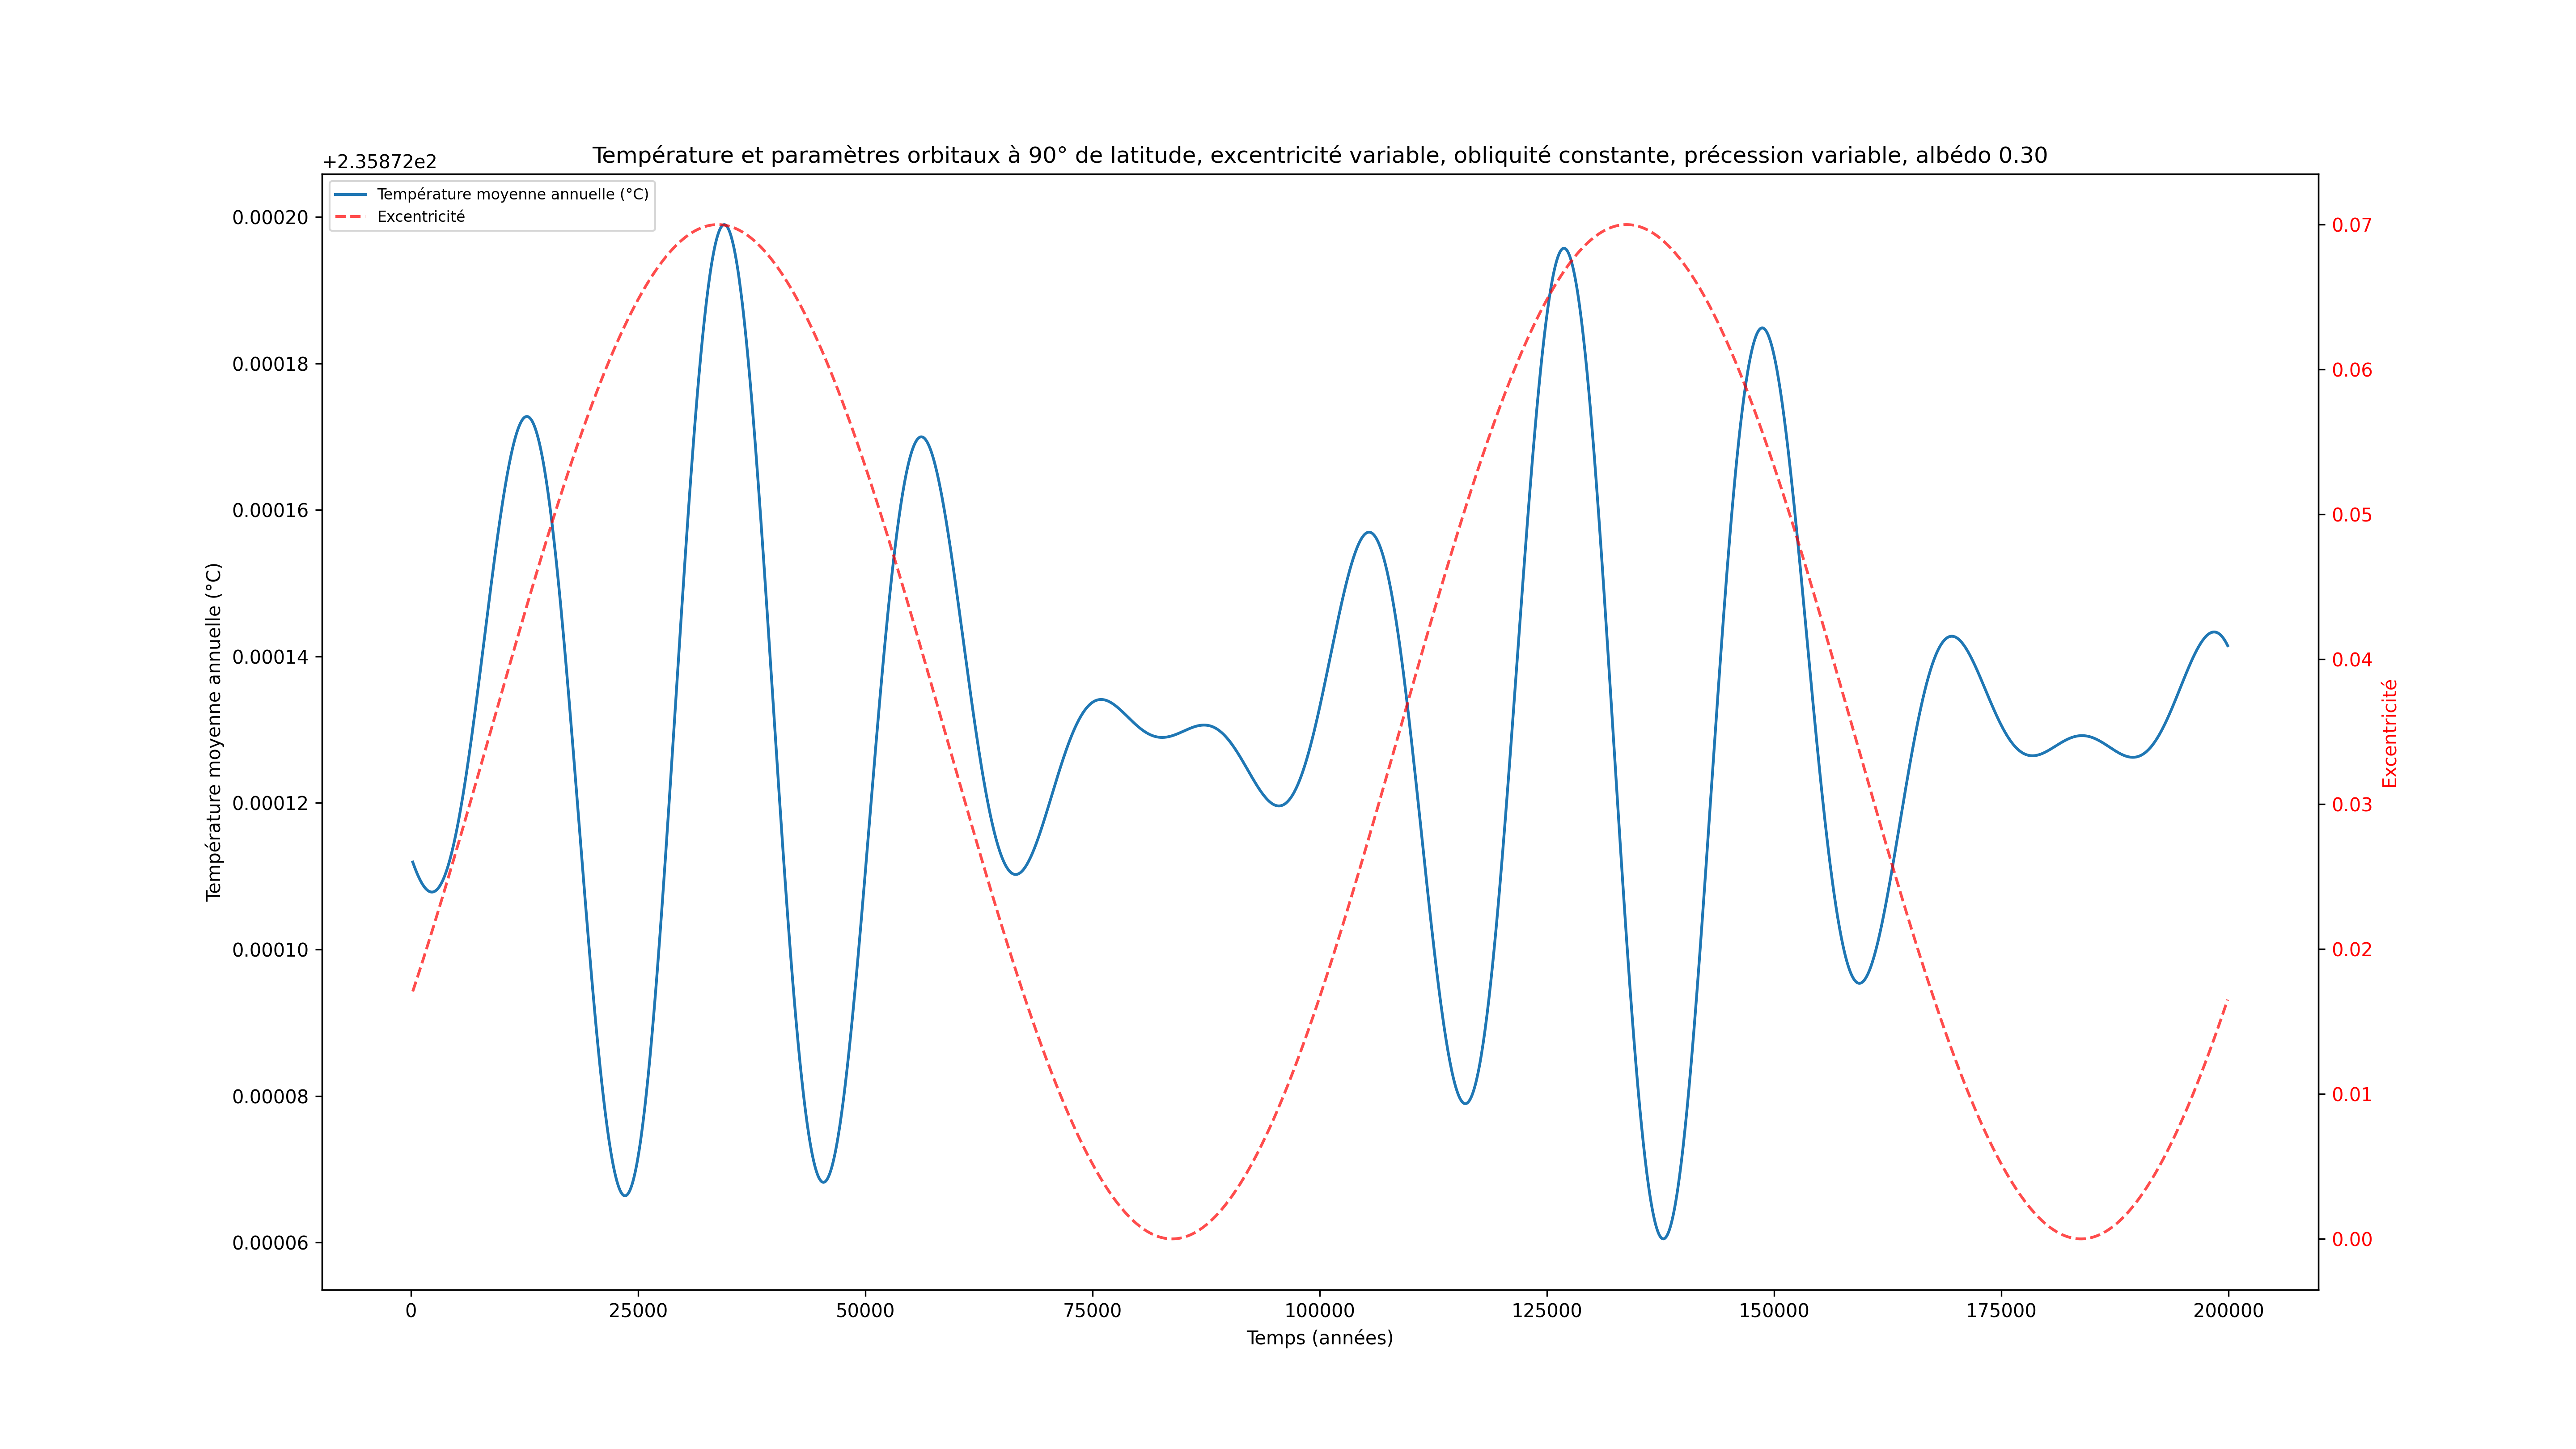 Température et paramètres orbitaux à 90° de latitude, excentricité variable, obliquité constante, précession variable, albédo 0.30
+2.35872e2
Température moyenne annuelle (°C)
Excentricité
0.00020
0.00018
0.00016
0.00014
0.00012
0.00010
0.00008
0.00006
Température moyenne annuelle (°C)
0.07
0.06
0.05
0.04
0.03
0.02
0.01
0.00
Excentricité
0 25000 50000 75000 100000 125000 150000 175000 200000
Temps (années)